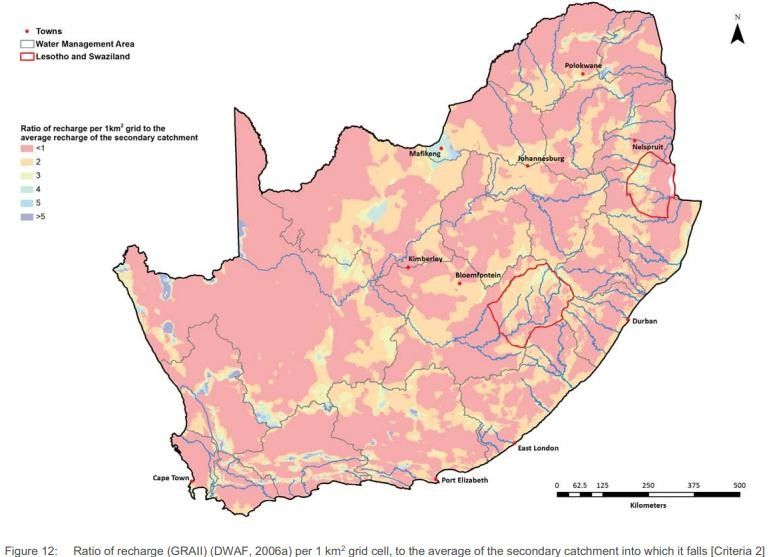 N
Towns
Water Management Area
Lesotho and Swaziland
Polokwane
Ratio of recharge per 1km² grid to the
average recharge of the secondary catchment
<1
2
3
4
5
>5
Nelspruit
Mafikeng
Johannesburg
Kimberley
Bloemfontein
Durban
East London
Cape Town
Port Elizabeth
0 62.5 125 250 375 500
Kilometers
Figure 12: Ratio of recharge (GRAII) (DWAF, 2006a) per 1 km² grid cell, to the average of the secondary catchment into which it falls [Criteria 2]